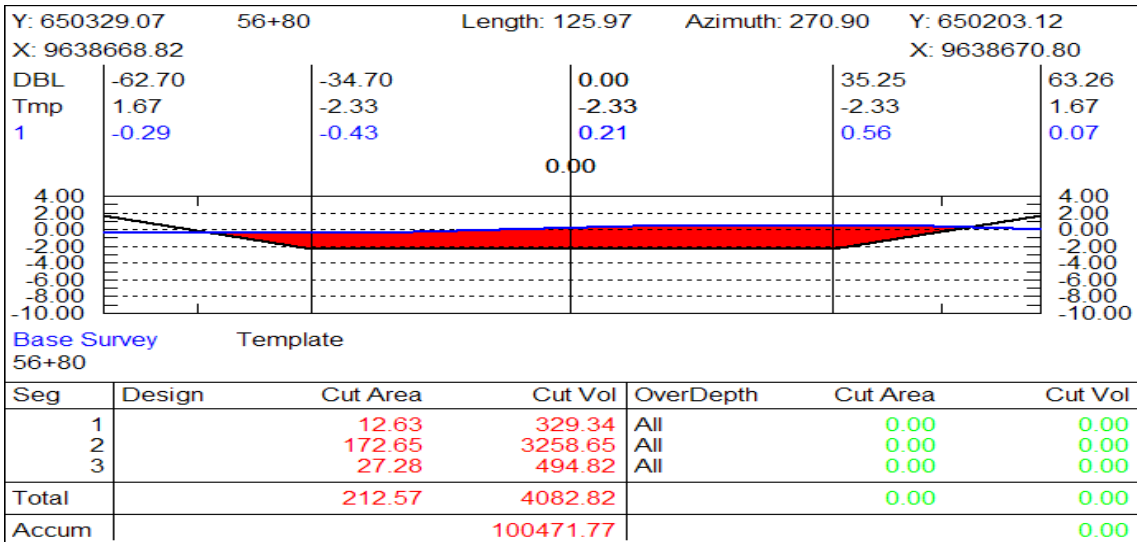 Y: 650329.07 56+80 Length: 125.97 Azimuth: 270.90 Y: 650203.12
X: 9638668.82 X: 9638670.80
DBL -62.70 -34.70 0.00 35.25 63.26
Tmp 1.67 -2.33 -2.33 -2.33 1.67
1 -0.29 -0.43 0.21 0.56 0.07
0.00
4.00 4.00
2.00 2.00
0.00 0.00
-2.00 -2.00
-4.00 -4.00
-6.00 -6.00
-8.00 -8.00
-10.00 -10.00
Base Survey Template
56+80
Seg Design Cut Area Cut Vol OverDepth Cut Area Cut Vol
1 12.63 329.34 All 0.00 0.00
2 172.65 3258.65 All 0.00 0.00
3 27.28 494.82 All 0.00 0.00
Total 212.57 4082.82 0.00 0.00
Accum 100471.77 0.00